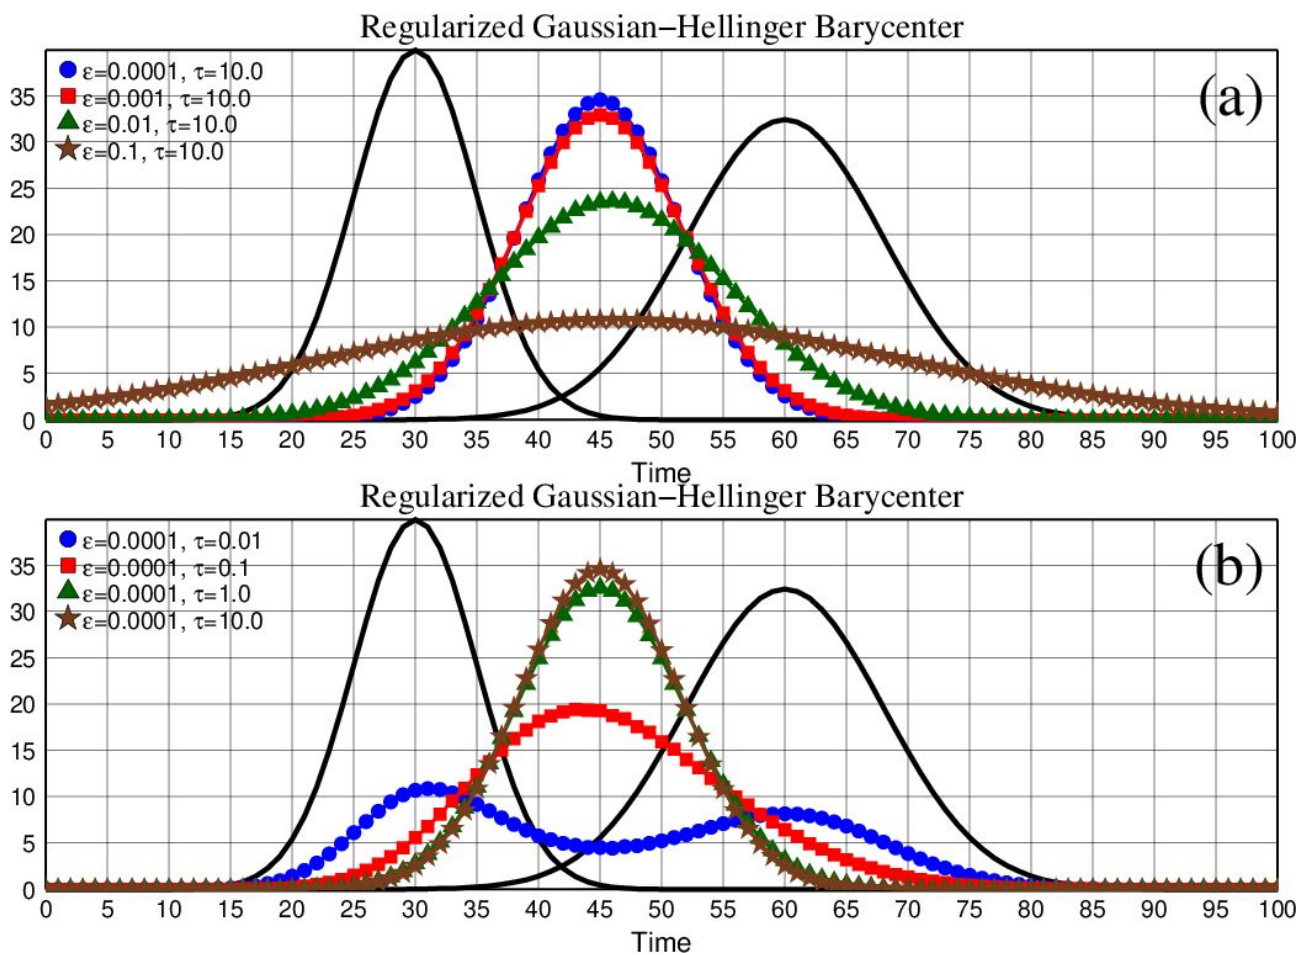 Regularized Gaussian−Hellinger Barycenter
(a)
ε=0.0001, τ=10.0
ε=0.001, τ=10.0
ε=0.01, τ=10.0
ε=0.1, τ=10.0
35
30
25
20
15
10
5
0
0 5 10 15 20 25 30 35 40 45 50 55 60 65 70 75 80 85 90 95 100
Time
Regularized Gaussian−Hellinger Barycenter
(b)
ε=0.0001, τ=0.01
ε=0.0001, τ=0.1
ε=0.0001, τ=1.0
ε=0.0001, τ=10.0
35
30
25
20
15
10
5
0
0 5 10 15 20 25 30 35 40 45 50 55 60 65 70 75 80 85 90 95 100
Time